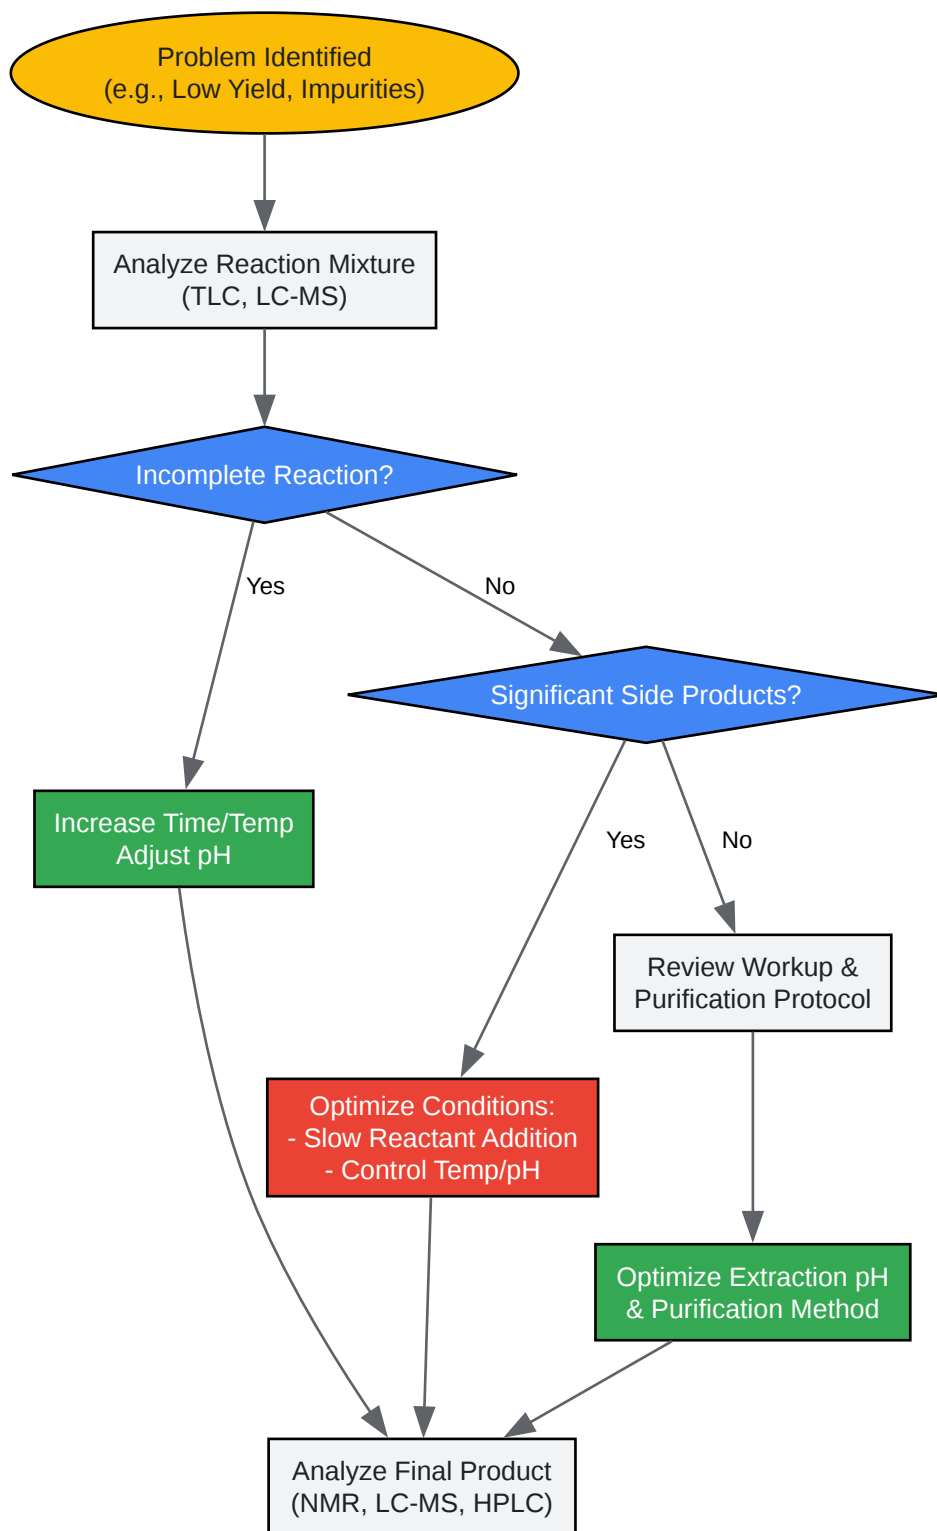 Problem Identified
(e.g., Low Yield, Impurities)
Analyze Reaction Mixture
(TLC, LC-MS)
Incomplete Reaction?
Yes
No
Significant Side Products?
Increase Time/Temp
Adjust pH
Yes
No
Review Workup &
Purification Protocol
Optimize Conditions:
- Slow Reactant Addition
- Control Temp/pH
Optimize Extraction pH
& Purification Method
Analyze Final Product
(NMR, LC-MS, HPLC)